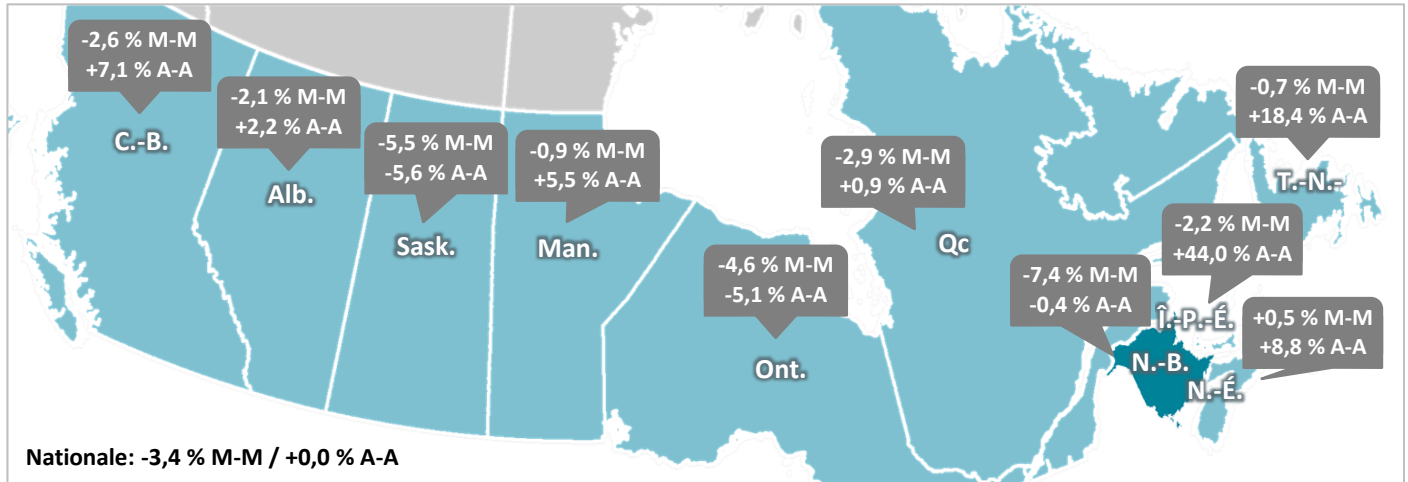 -2,6 % M-M
+7,1 % A-A
C.-B.
-2,1 % M-M
+2,2 % A-A
Alb.
-5,5 % M-M
-5,6 % A-A
Sask.
-0,9 % M-M
+5,5 % A-A
Man.
-4,6 % M-M
-5,1 % A-A
Ont.
-2,9 % M-M
+0,9 % A-A
Qc
-0,7 % M-M
+18,4 % A-A
T.-N.-
-2,2 % M-M
+44,0 % A-A
Î.-P.-É.
-7,4 % M-M
-0,4 % A-A
N.-B.
+0,5 % M-M
+8,8 % A-A
N.-É.
Nationale: -3,4 % M-M / +0,0 % A-A